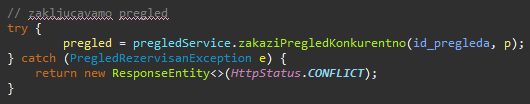 // zakljucavamo pregled
try {
pregled = pregledService.zakaziPregledKonkurentno(id_pregleda, p);
} catch (PregledRezervisanException e) {
return new ResponseEntity<>(HttpStatus.CONFLICT);
}